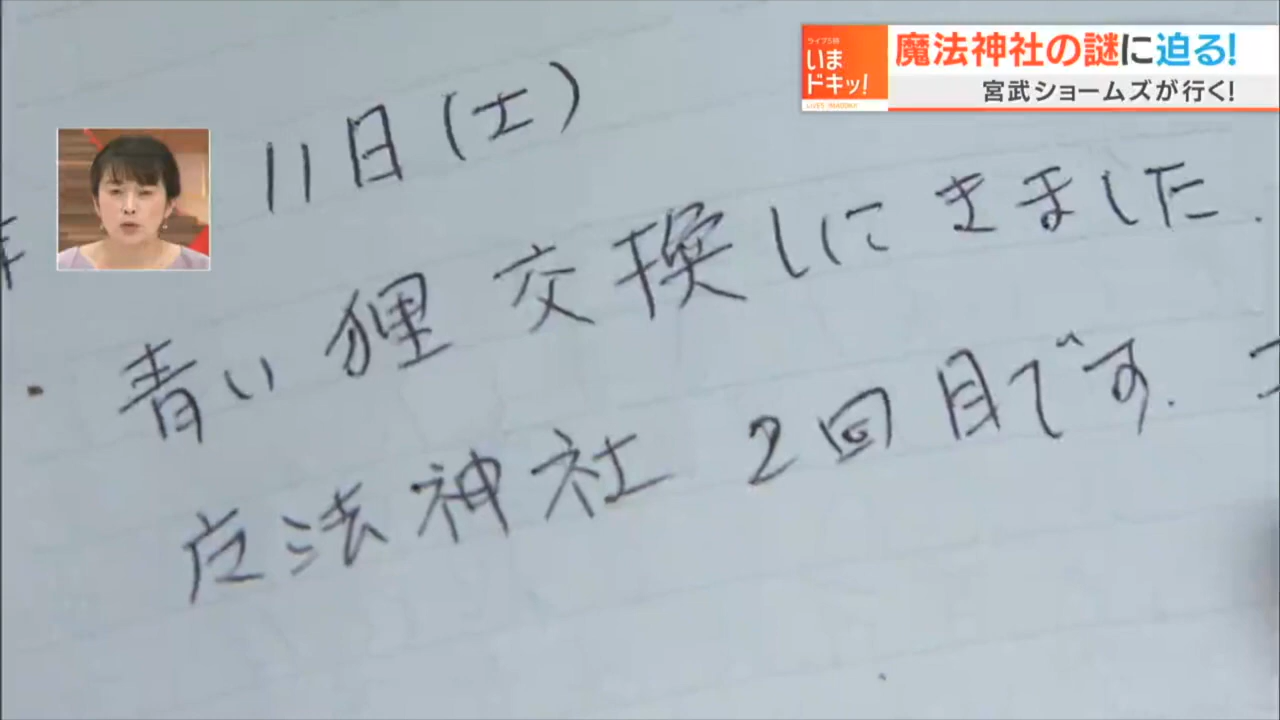 ライブ5時
いま
ドキッ!
魔法神社の謎に迫る!
宮武ショームズが行く!
11日(土)
青い狸 交換しにきました.
広法神社 2回目です.